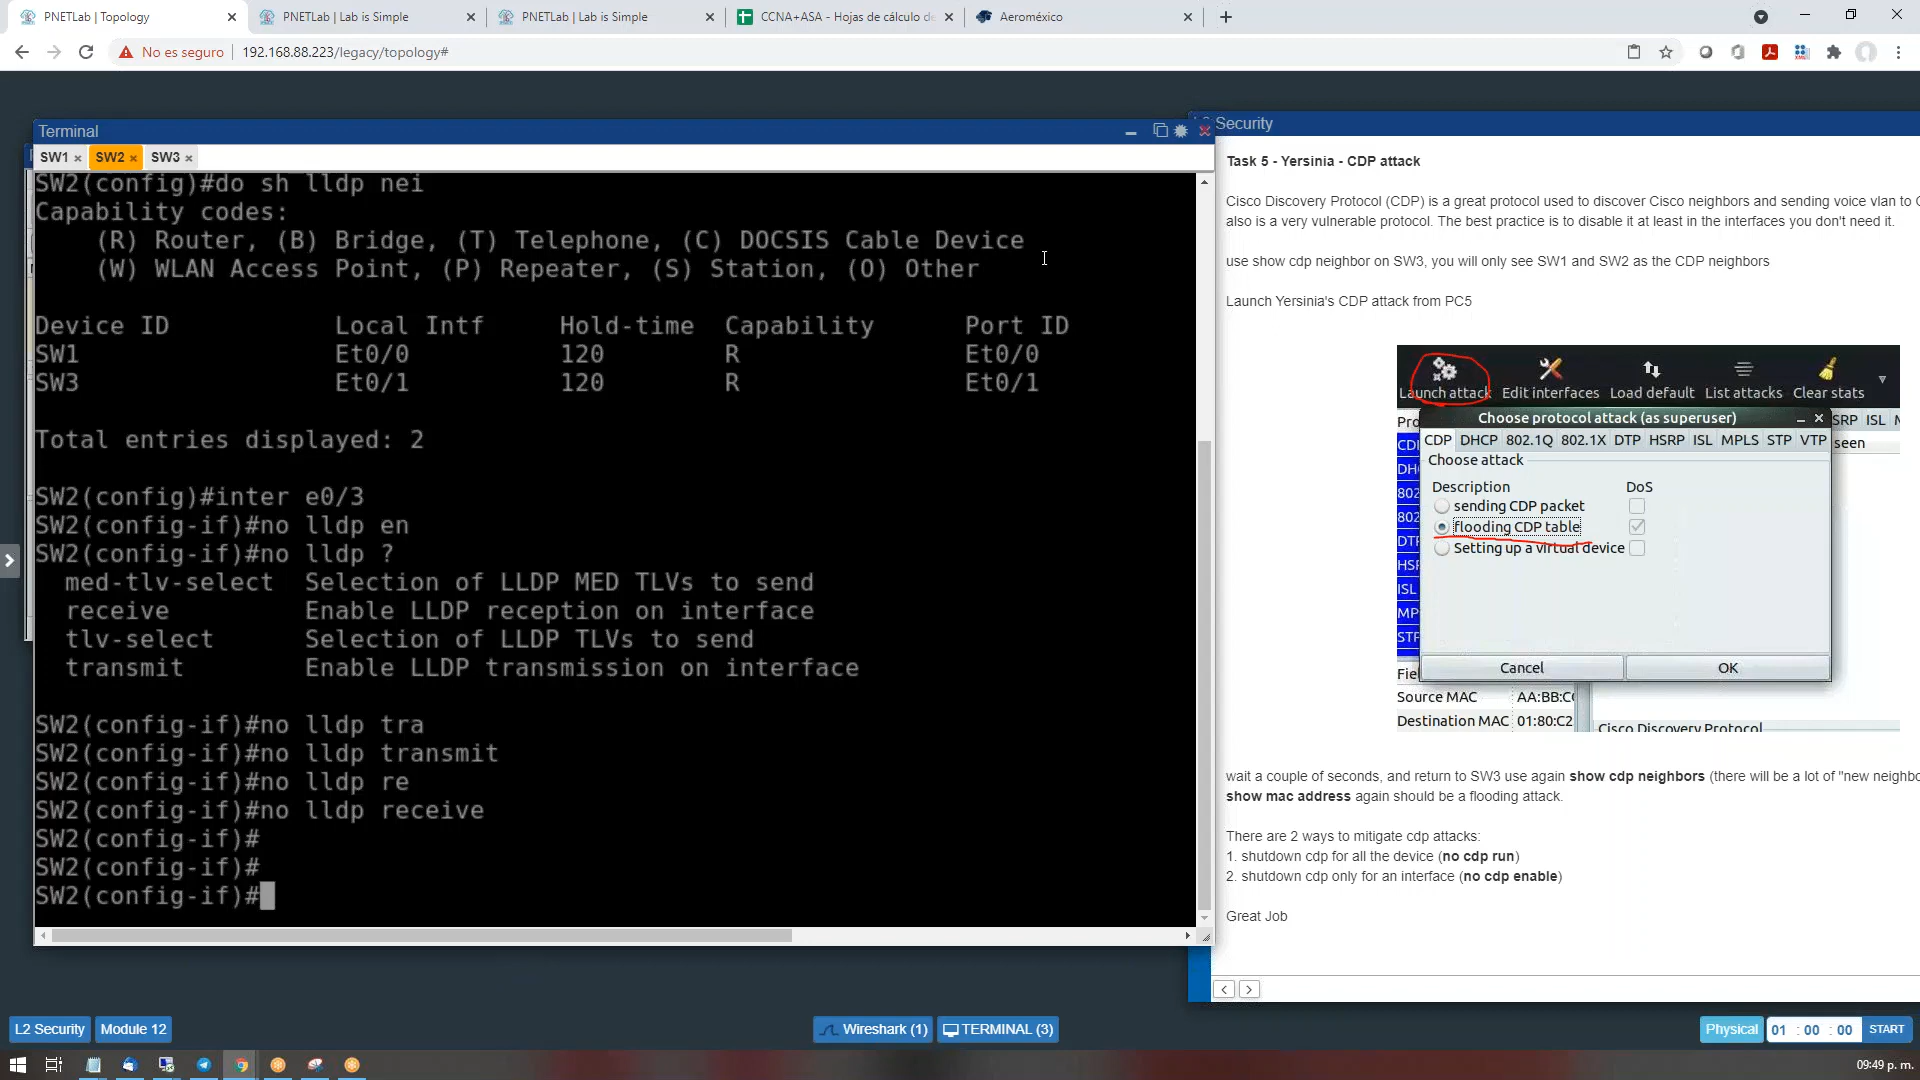 PNETLab | Topology
PNETLab | Lab is Simple
PNETLab | Lab is Simple
CCNA+ASA - Hojas de cálculo de
Aeroméxico
No es seguro
192.168.88.223/legacy/topology#
Terminal
SW1
SW2
SW3
SW2(config)#do sh lldp nei
Capability codes:
(R) Router, (B) Bridge, (T) Telephone, (C) DOCSIS Cable Device
(W) WLAN Access Point, (P) Repeater, (S) Station, (O) Other
Device ID Local Intf Hold-time Capability Port ID
SW1 Et0/0 120 R Et0/0
SW3 Et0/1 120 R Et0/1
Total entries displayed: 2
SW2(config)#inter e0/3
SW2(config-if)#no lldp en
SW2(config-if)#no lldp ?
med-tlv-select Selection of LLDP MED TLVs to send
receive Enable LLDP reception on interface
tlv-select Selection of LLDP TLVs to send
transmit Enable LLDP transmission on interface
SW2(config-if)#no lldp tra
SW2(config-if)#no lldp transmit
SW2(config-if)#no lldp re
SW2(config-if)#no lldp receive
SW2(config-if)#
SW2(config-if)#
SW2(config-if)#
L2 Security
Task 5 - Yersinia - CDP attack
Cisco Discovery Protocol (CDP) is a great protocol used to discover Cisco neighbors and sending voice vlan to
also is a very vulnerable protocol. The best practice is to disable it at least in the interfaces you don't need it.
use show cdp neighbor on SW3, you will only see SW1 and SW2 as the CDP neighbors
Launch Yersinia's CDP attack from PC5
Launch attack Edit interfaces Load default List attacks Clear stats
Choose protocol attack (as superuser)
SRP ISL
CDP DHCP 802.1Q 802.1X DTP HSRP ISL MPLS STP VTP
seen
Choose attack
Description DoS
sending CDP packet
flooding CDP table
Setting up a virtual device
Cancel OK
Source MAC AA:BB:C
Destination MAC 01:80:C2
Cisco Discovery Protocol
wait a couple of seconds, and return to SW3 use again show cdp neighbors (there will be a lot of "new neighbo
show mac address again should be a flooding attack.
There are 2 ways to mitigate cdp attacks:
1. shutdown cdp for all the device (no cdp run)
2. shutdown cdp only for an interface (no cdp enable)
Great Job
L2 Security
Module 12
Wireshark (1)
TERMINAL (3)
Physical
01 : 00 : 00
START
09:49 p. m.